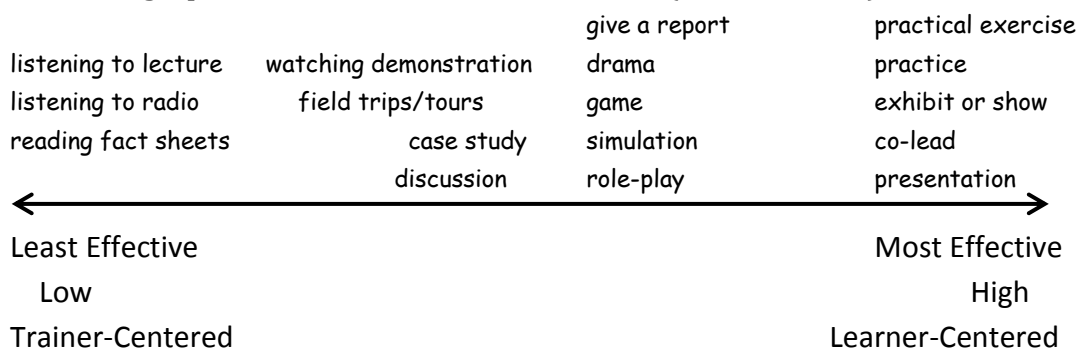 give a report practical exercise
listening to lecture watching demonstration drama practice
listening to radio field trips/tours game exhibit or show
reading fact sheets case study simulation co-lead
discussion role-play presentation
Least Effective Most Effective
Low High
Trainer-Centered Learner-Centered